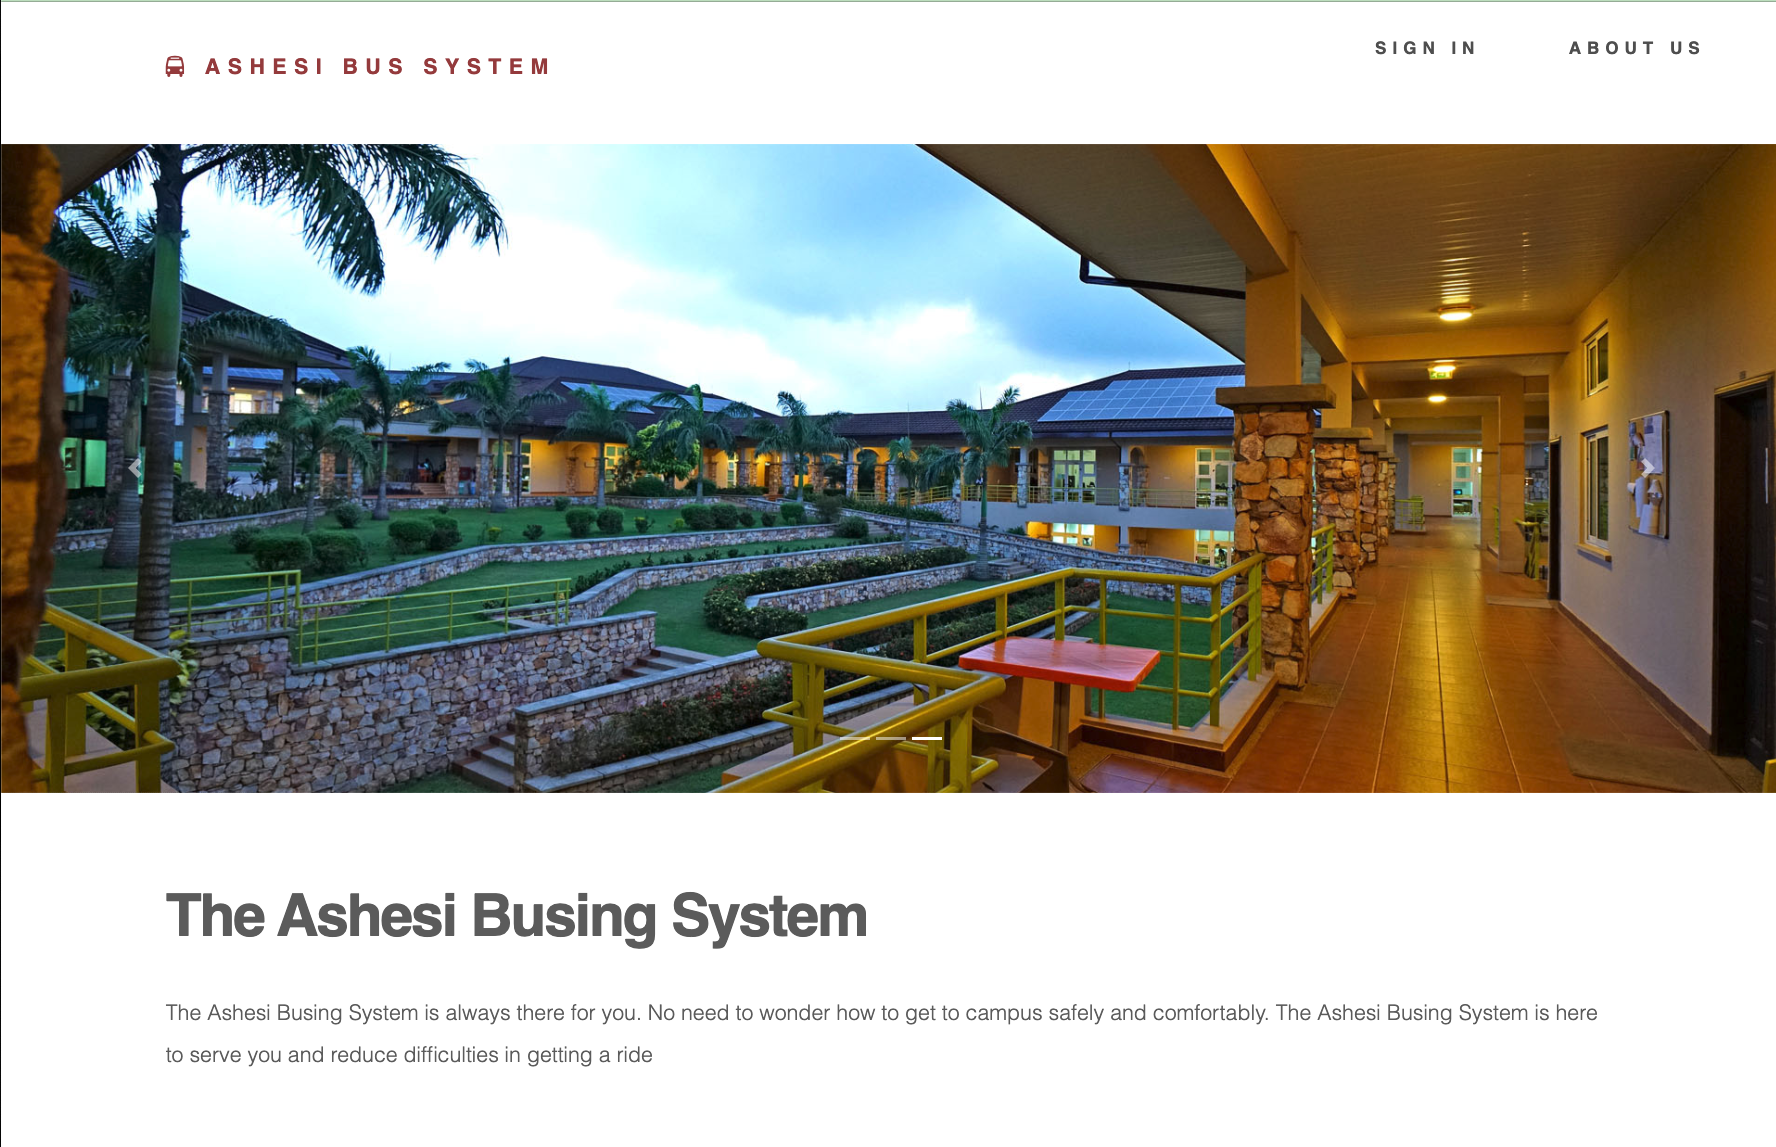 ASHESI BUS SYSTEM
SIGN IN
ABOUT US
The Ashesi Busing System
The Ashesi Busing System is always there for you. No need to wonder how to get to campus safely and comfortably. The Ashesi Busing System is here
to serve you and reduce difficulties in getting a ride